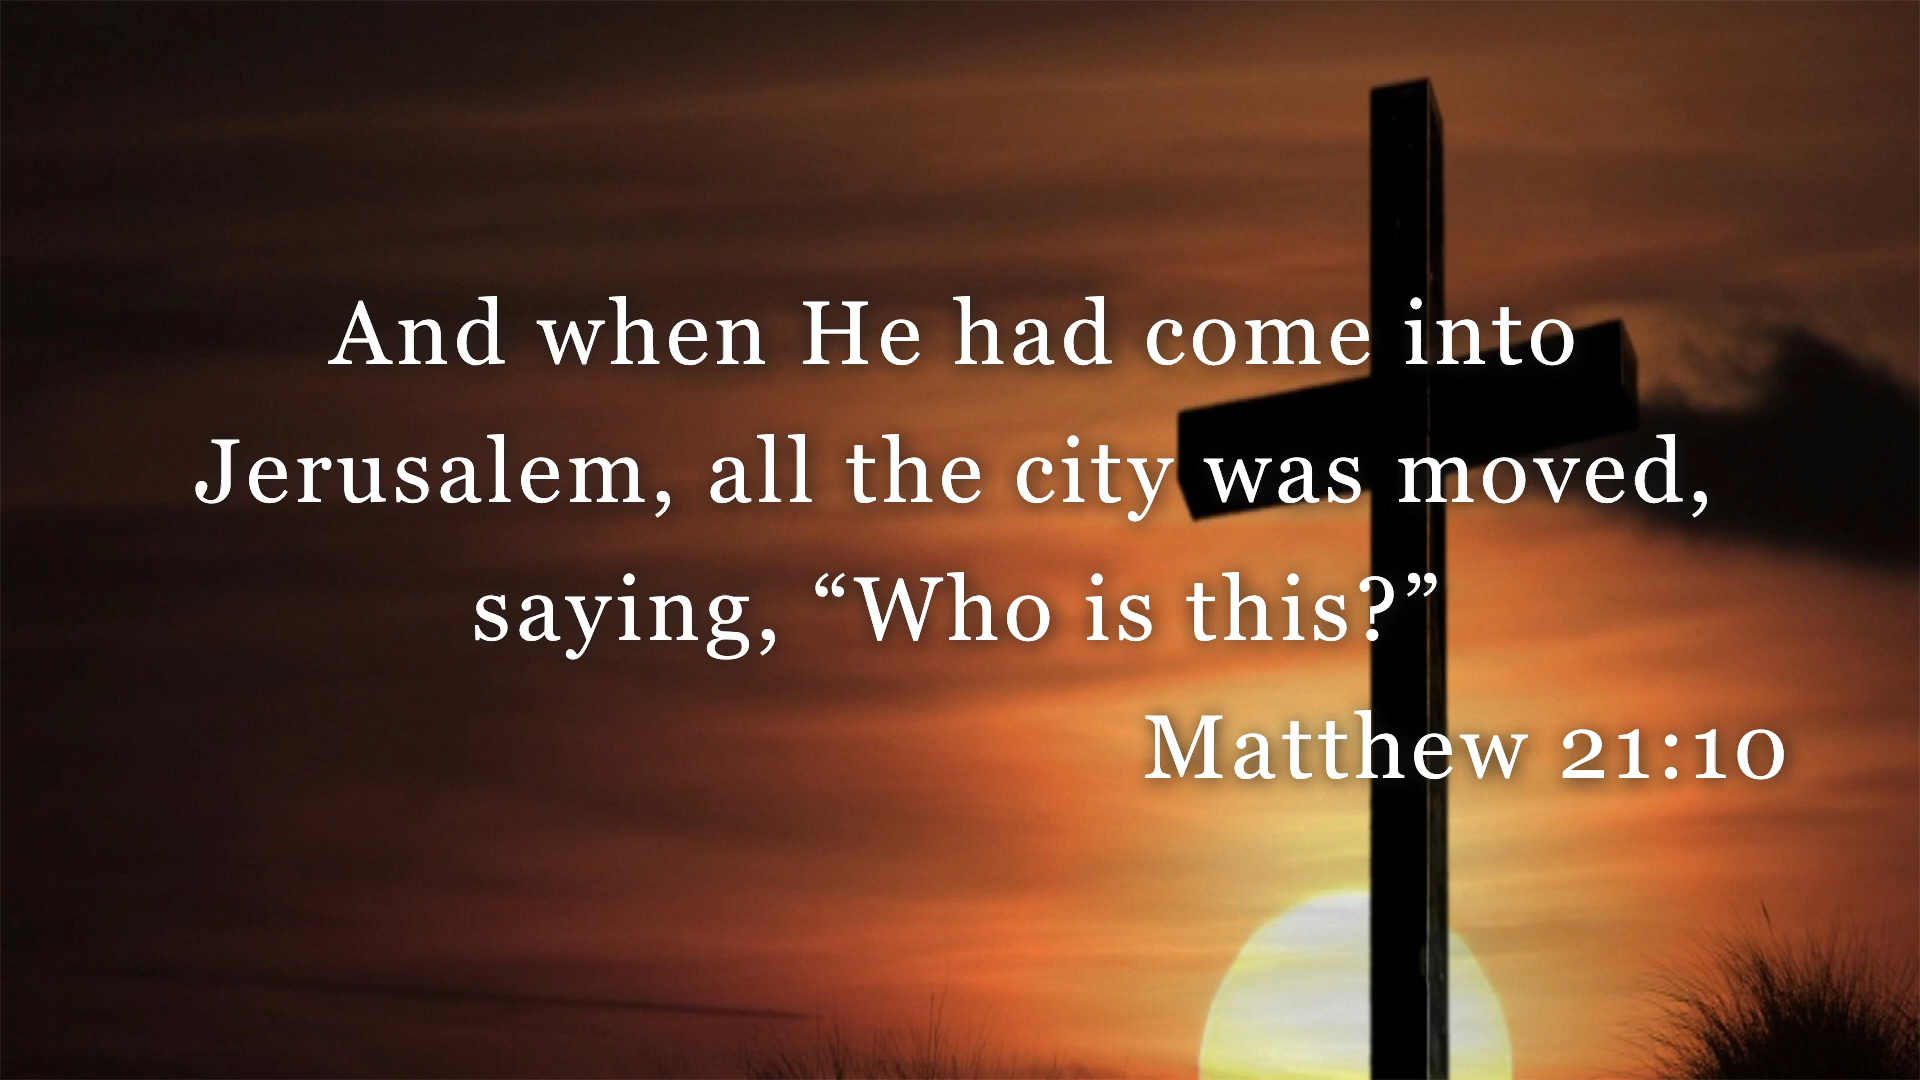 And when He had come into
Jerusalem, all the city was moved,
saying, “Who is this?”
Matthew 21:10